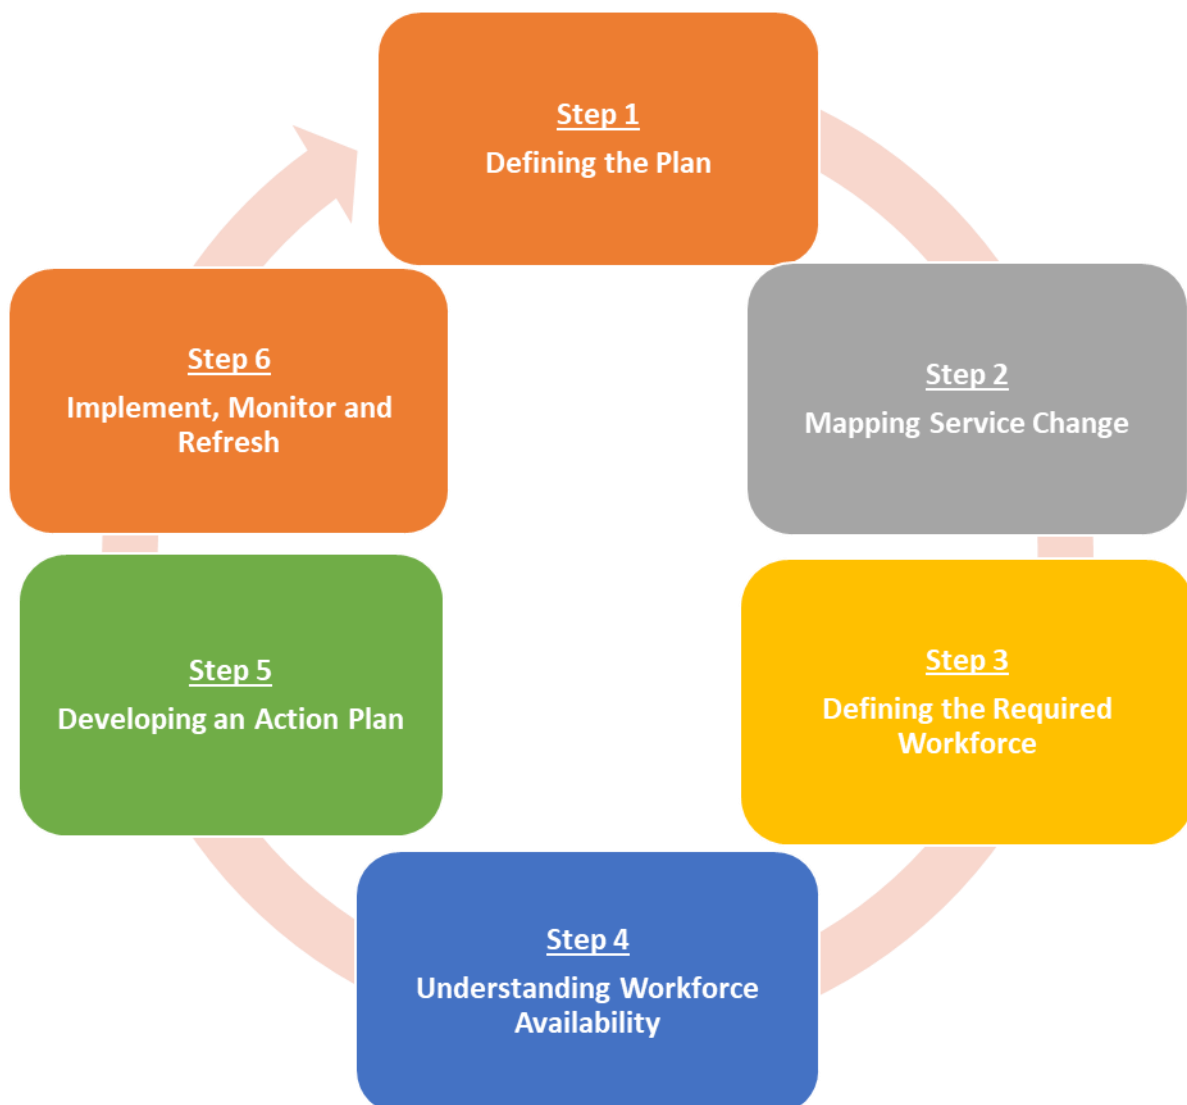 Step 1
Defining the Plan
Step 2
Mapping Service Change
Step 3
Defining the Required
Workforce
Step 4
Understanding Workforce
Availability
Step 5
Developing an Action Plan
Step 6
Implement, Monitor and
Refresh